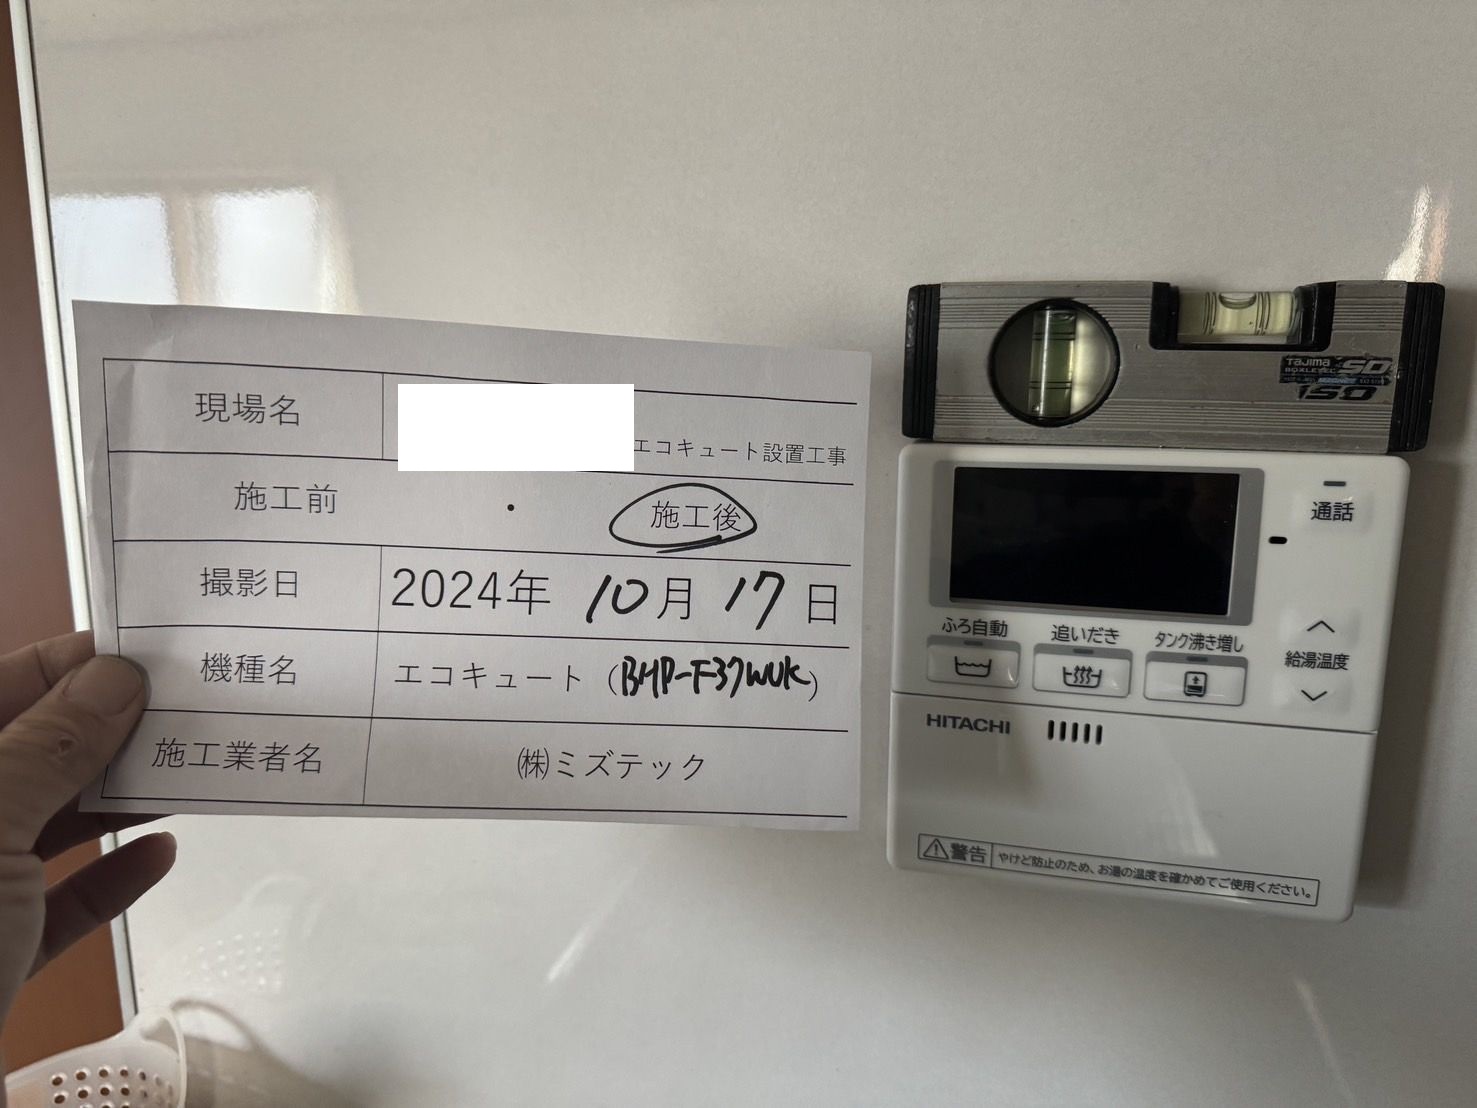 現場名
エコキュート設置工事
施工前 ・ 施工後
撮影日 2024年 10月 17日
機種名 エコキュート (BHP-F37WUK)
施工業者名 ㈱ミズテック
TAJIMA
BOXLEVEL SD
150
通話
ふろ自動 追いだき タンク沸き増し
給湯温度
HITACHI
警告 やけど防止のため、お湯の温度を確かめてご使用ください。